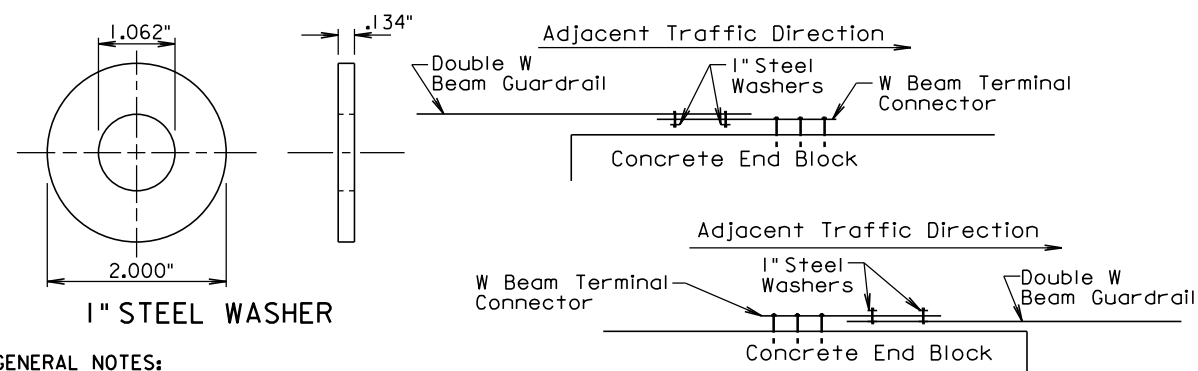 1.062"
.134"
2.000"
1" STEEL WASHER
GENERAL NOTES:
Adjacent Traffic Direction
Double W
Beam Guardrail
1" Steel
Washers
W Beam Terminal
Connector
Concrete End Block
Adjacent Traffic Direction
W Beam Terminal
Connector
1" Steel
Washers
Double W
Beam Guardrail
Concrete End Block